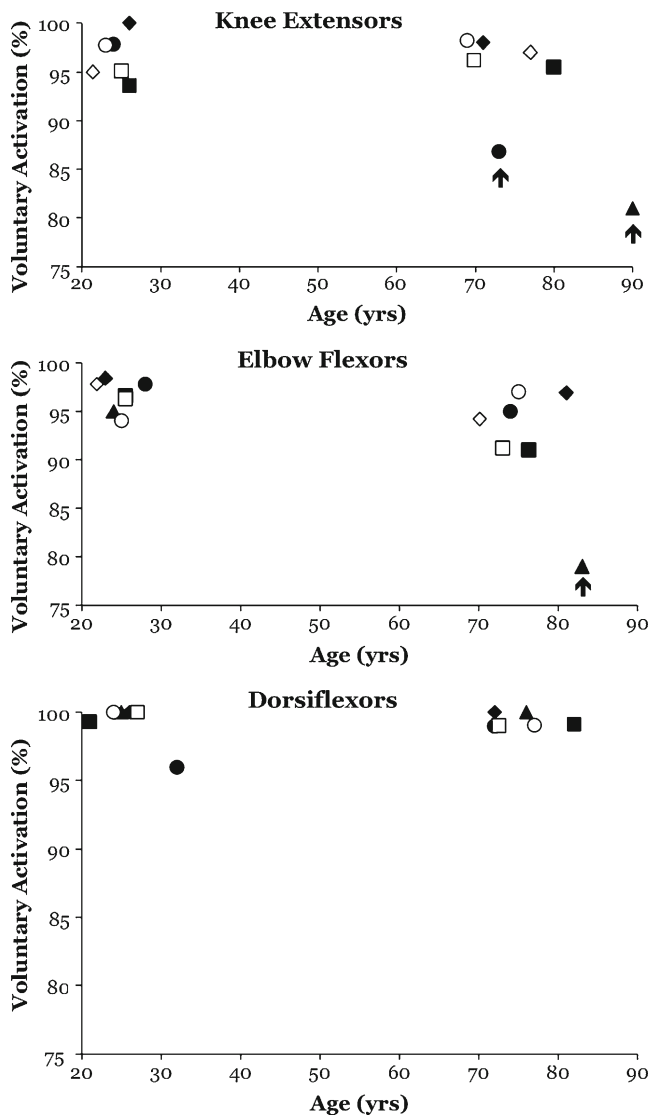 Knee Extensors
Voluntary Activation (%)
100
95
90
85
80
75
20 30 40 50 60 70 80 90
Age (yrs)
Elbow Flexors
Voluntary Activation (%)
100
95
90
85
80
75
20 30 40 50 60 70 80 90
Age (yrs)
Dorsiflexors
Voluntary Activation (%)
100
95
90
85
80
75
20 30 40 50 60 70 80 90
Age (yrs)